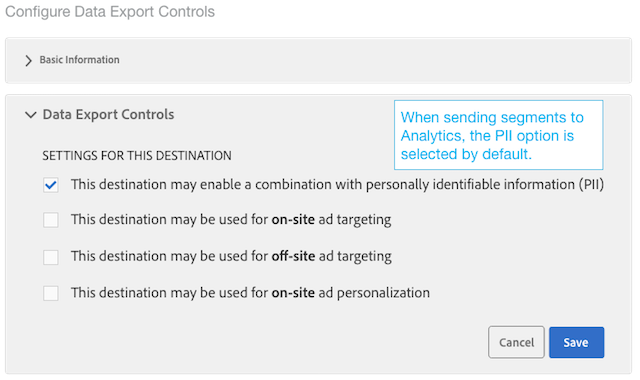 Configure Data Export Controls
Basic Information
Data Export Controls
When sending segments to
Analytics, the PII option is
selected by default.
SETTINGS FOR THIS DESTINATION
This destination may enable a combination with personally identifiable information (PII)
This destination may be used for on-site ad targeting
This destination may be used for off-site ad targeting
This destination may be used for on-site ad personalization
Cancel
Save